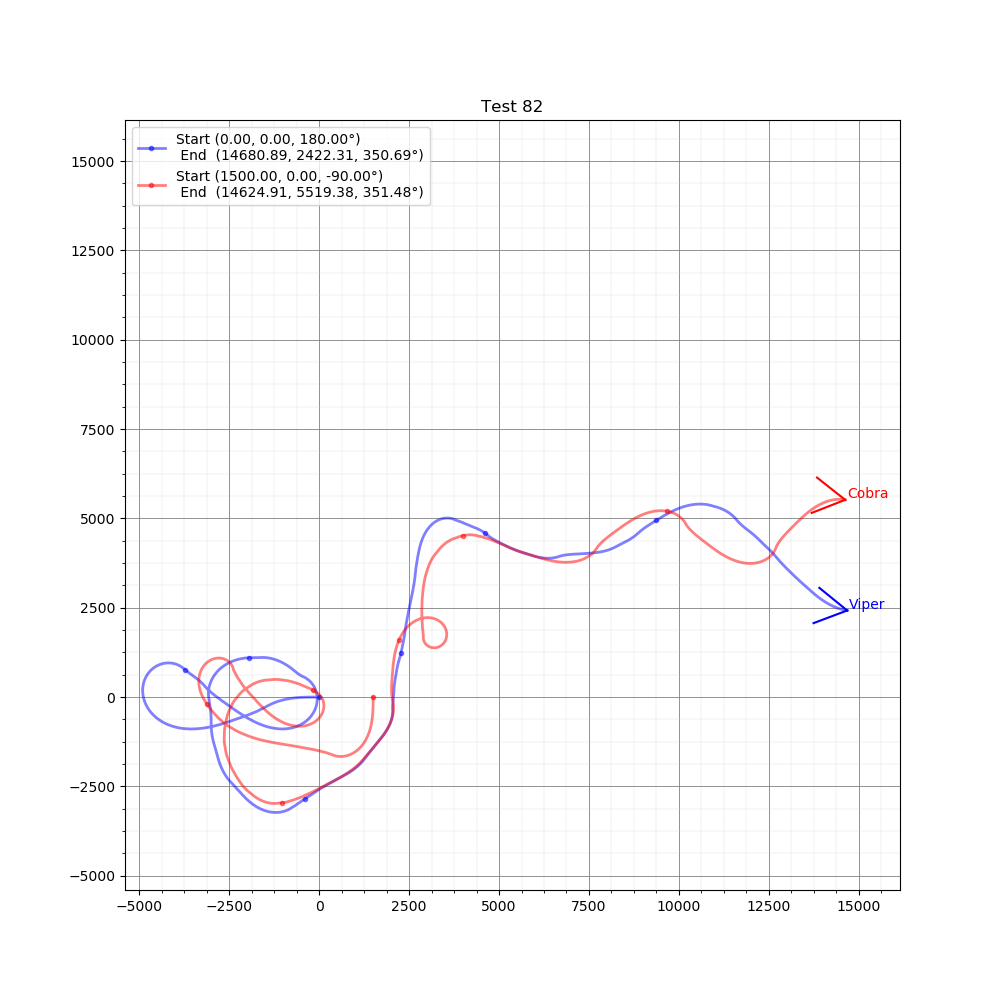 Test 82
Start (0.00, 0.00, 180.00°)
End (14680.89, 2422.31, 350.69°)
Start (1500.00, 0.00, -90.00°)
End (14624.91, 5519.38, 351.48°)
15000
12500
10000
7500
5000
2500
0
−2500
−5000
Cobra
Viper
−5000 −2500 0 2500 5000 7500 10000 12500 15000